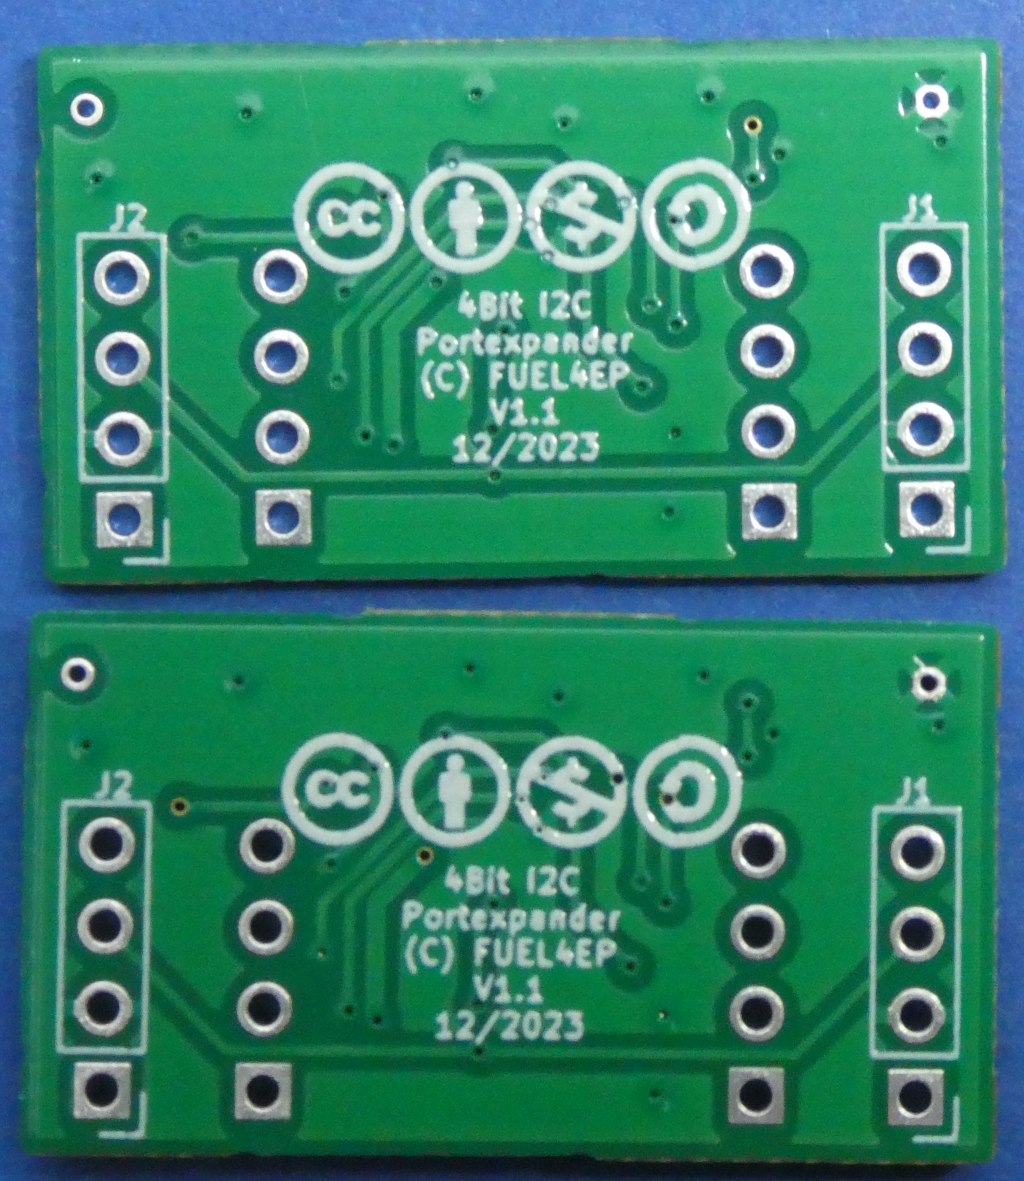 J2
J1
cc
4Bit I2C
Portexpander
(C) FUEL4EP
V1.1
12/2023
J2
J1
cc
4Bit I2C
Portexpander
(C) FUEL4EP
V1.1
12/2023